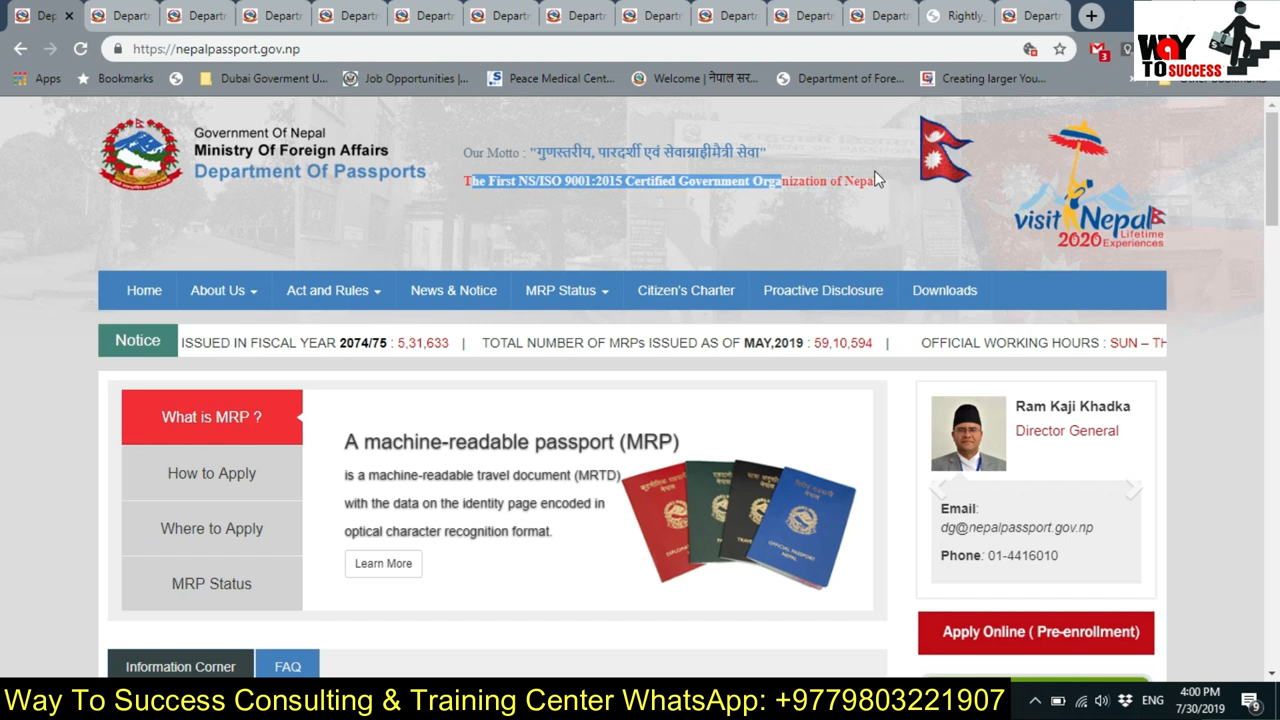 Dep
Departr
Departr
Departr
Departr
Departr
Departr
Departr
Departr
Departr
Departr
Departr
Rightly
Departr
https://nepalpassport.gov.np
3
WaY
TO SUCCESS
Apps
Bookmarks
Dubai Goverment U...
Job Opportunities |...
Peace Medical Cent...
Welcome | नेपाल सर...
Department of Fore...
Creating larger You...
Government Of Nepal
Ministry Of Foreign Affairs
Department Of Passports
Our Motto : "गुणस्तरीय, पारदर्शी एवं सेवाग्राहीमैत्री सेवा"
The First NS/ISO 9001:2015 Certified Government Organization of Nepa
visit Nepal
2020 Lifetime Experiences
Home
About Us
Act and Rules
News & Notice
MRP Status
Citizen's Charter
Proactive Disclosure
Downloads
Notice
ISSUED IN FISCAL YEAR 2074/75 : 5,31,633 | TOTAL NUMBER OF MRPs ISSUED AS OF MAY,2019 : 59,10,594 | OFFICIAL WORKING HOURS : SUN – TH
What is MRP ?
How to Apply
Where to Apply
MRP Status
A machine-readable passport (MRP)
is a machine-readable travel document (MRTD)
with the data on the identity page encoded in
optical character recognition format.
Learn More
Ram Kaji Khadka
Director General
Email:
dg@nepalpassport.gov.np
Phone: 01-4416010
Apply Online ( Pre-enrollment)
Information Corner
FAQ
Way To Success Consulting & Training Center WhatsApp: +9779803221907
ENG
4:00 PM
7/30/2019
9